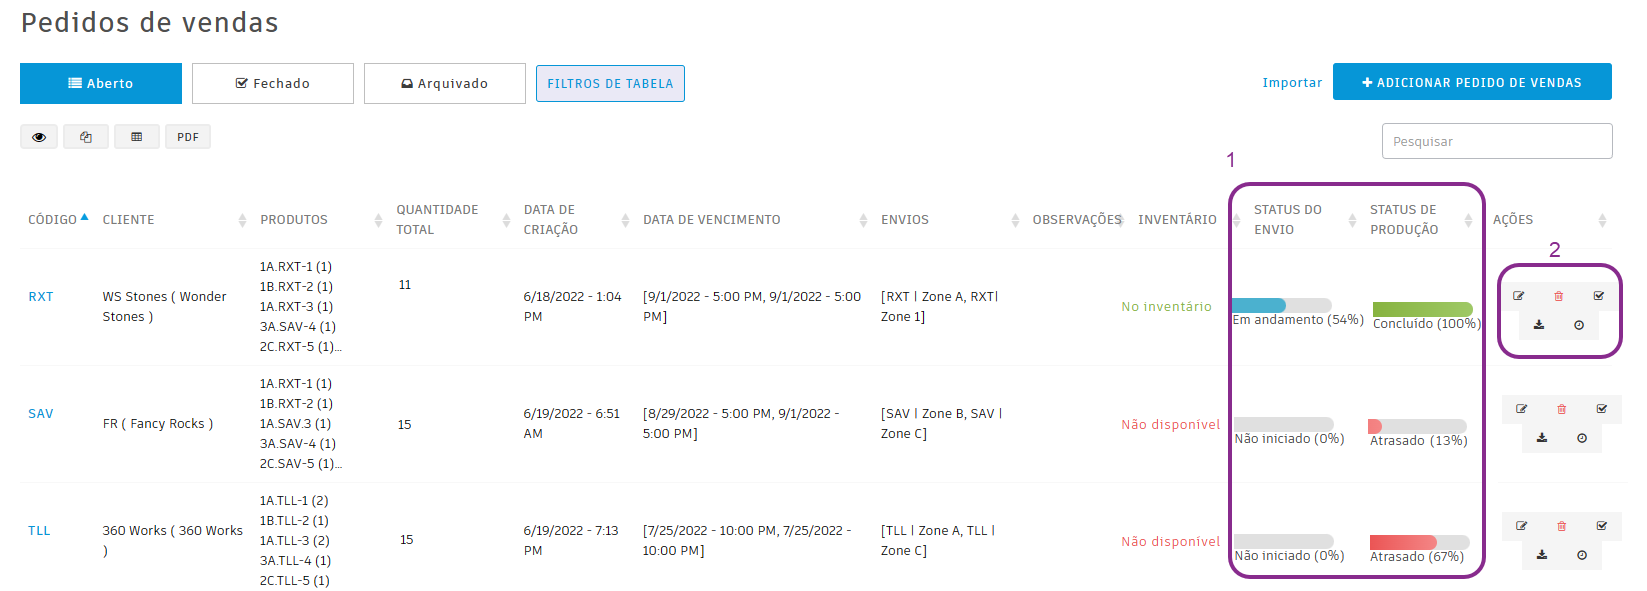 Pedidos de vendas
Aberto
Fechado
Arquivado
FILTROS DE TABELA
Importar
ADICIONAR PEDIDO DE VENDAS
PDF
Pesquisar
1
CÓDIGO
CLIENTE
PRODUTOS
QUANTIDADE
TOTAL
DATA DE
CRIAÇÃO
DATA DE VENCIMENTO
ENVIOS
OBSERVAÇÕES
INVENTÁRIO
STATUS DO
ENVIO
STATUS DE
PRODUÇÃO
AÇÕES
2
RXT
WS Stones ( Wonder
Stones )
1A.RXT-1 (1)
1B.RXT-2 (1)
1A.RXT-3 (1)
3A.SAV-4 (1)
2C.RXT-5 (1)...
11
6/18/2022 - 1:04
PM
[9/1/2022 - 5:00 PM, 9/1/2022 - 5:00
PM]
[RXT | Zone A, RXT|
Zone 1]
No inventário
Em andamento (54%)
Concluído (100%)
SAV
FR ( Fancy Rocks )
1A.RXT-1 (1)
1B.RXT-2 (1)
1A.SAV.3 (1)
3A.SAV-4 (1)
2C.SAV-5 (1)...
15
6/19/2022 - 6:51
AM
[8/29/2022 - 5:00 PM, 9/1/2022 -
5:00 PM]
[SAV | Zone B, SAV |
Zone C]
Não disponível
Não iniciado (0%)
Atrasado (13%)
TLL
360 Works ( 360 Works
)
1A.TLL-1 (2)
1B.TLL-2 (1)
1A.TLL-3 (2)
3A.TLL-4 (1)
2C.TLL-5 (1)
15
6/19/2022 - 7:13
PM
[7/25/2022 - 10:00 PM, 7/25/2022 -
10:00 PM]
[TLL | Zone A, TLL |
Zone C]
Não disponível
Não iniciado (0%)
Atrasado (67%)